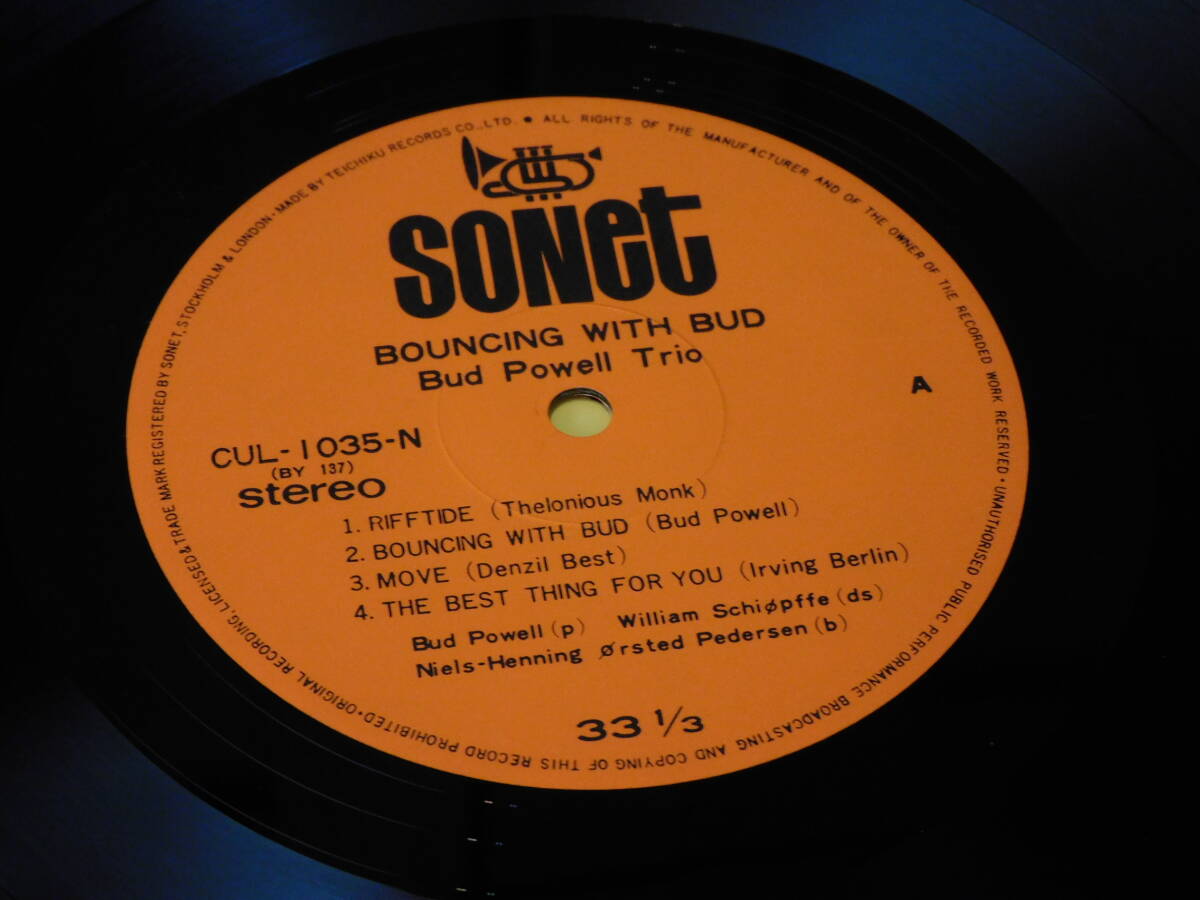 SONet
BOUNCING WITH BUD
Bud Powell Trio
A
CUL-1035-N
(BY 137)
stereo
1. RIFFTIDE (Thelonious Monk)
2. BOUNCING WITH BUD (Bud Powell)
3. MOVE (Denzil Best)
4. THE BEST THING FOR YOU (Irving Berlin)
Bud Powell (p) William Schiøpffe (ds)
Niels-Henning Ørsted Pedersen (b)
33 1/3
MADE BY TEICHIKU RECORDS CO., LTD. • ALL RIGHTS OF THE MANUFACTURER AND OF THE OWNER OF THE RECORDED WORK RESERVED • UNAUTHORISED PUBLIC PERFORMANCE BROADCASTING AND COPYING OF THIS RECORD PROHIBITED • ORIGINAL RECORDING, LICENSED & TRADE MARK REGISTERED BY SONET, STOCKHOLM & LONDON •